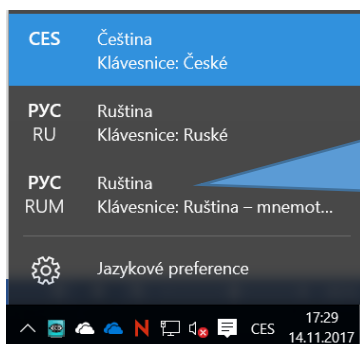 CES Čeština
Klávesnice: České
РУС Ruština
RU Klávesnice: Ruské
РУС Ruština
RUM Klávesnice: Ruština – mnemot...
Jazykové preference
N CES 17:29
14.11.2017